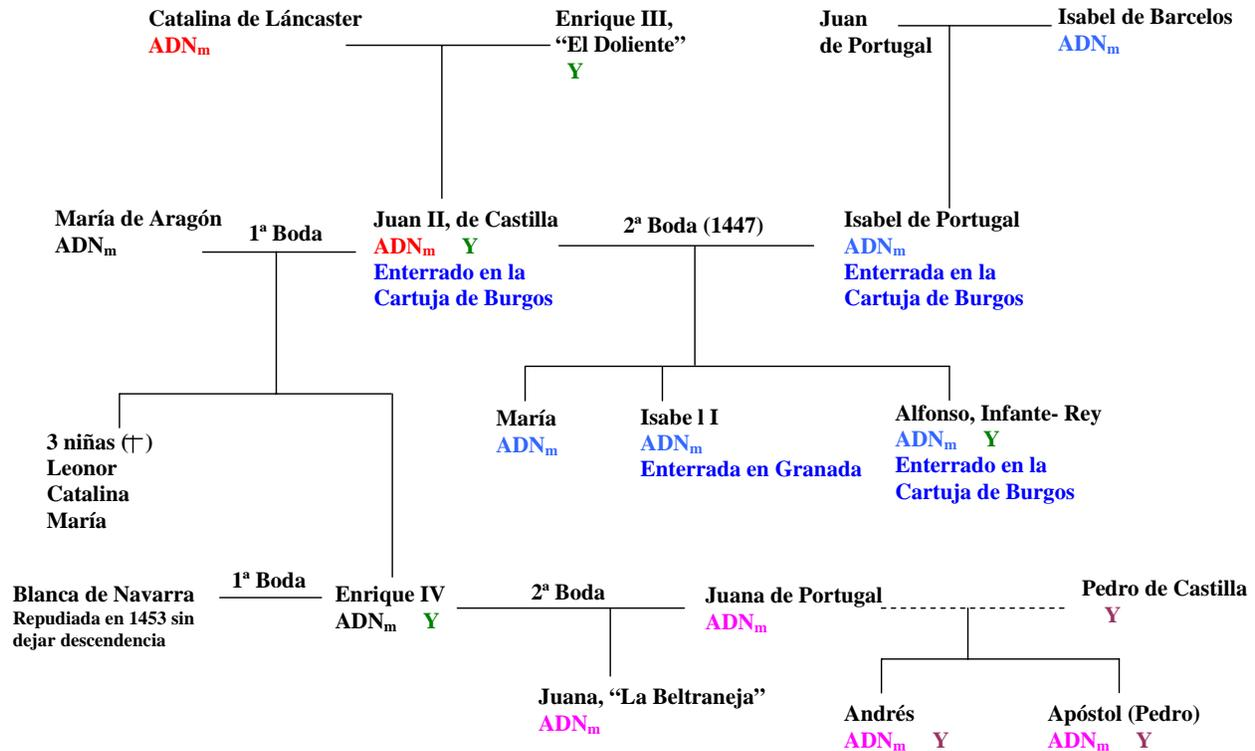 Catalina de Láncaster
ADNm
Enrique III,
“El Doliente”
Y
Juan
de Portugal
Isabel de Barcelos
ADNm
María de Aragón
ADNm
1ª Boda
Juan II, de Castilla
ADNm Y
Enterrado en la
Cartuja de Burgos
2ª Boda (1447)
Isabel de Portugal
ADNm
Enterrada en la
Cartuja de Burgos
3 niñas (†)
Leonor
Catalina
María
María
ADNm
Isabe l I
ADNm
Enterrada en Granada
Alfonso, Infante- Rey
ADNm Y
Enterrado en la
Cartuja de Burgos
Blanca de Navarra
Repudiada en 1453 sin
dejar descendencia
1ª Boda
Enrique IV
ADNm Y
2ª Boda
Juana de Portugal
ADNm
Pedro de Castilla
Y
Juana, “La Beltraneja”
ADNm
Andrés
ADNm Y
Apóstol (Pedro)
ADNm Y